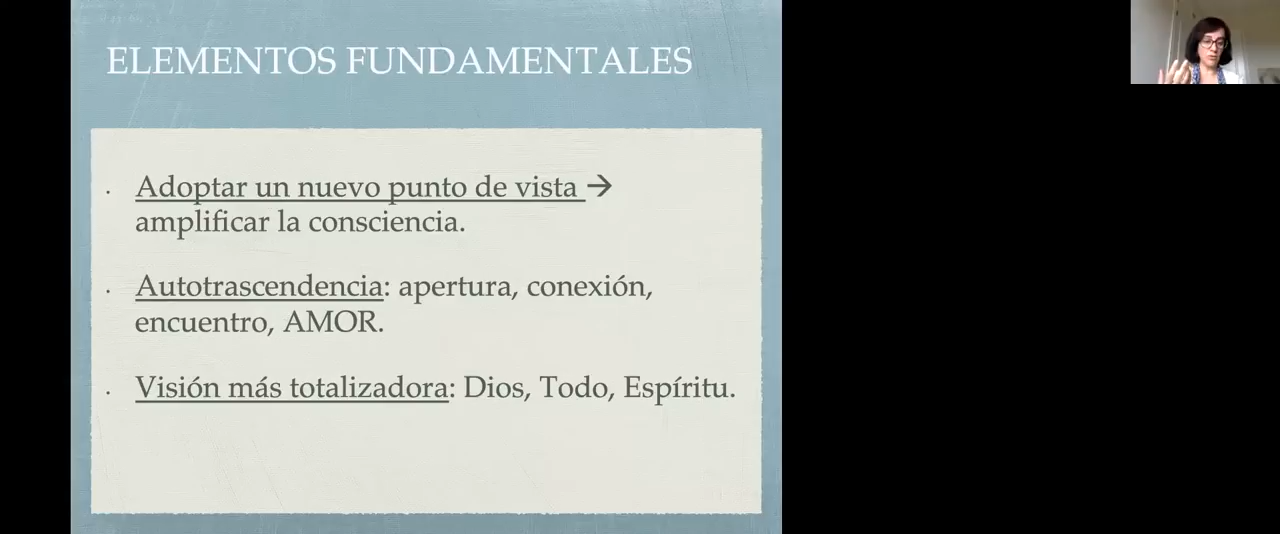 ELEMENTOS FUNDAMENTALES
· Adoptar un nuevo punto de vista →
amplificar la consciencia.
· Autotrascendencia: apertura, conexión,
encuentro, AMOR.
· Visión más totalizadora: Dios, Todo, Espíritu.